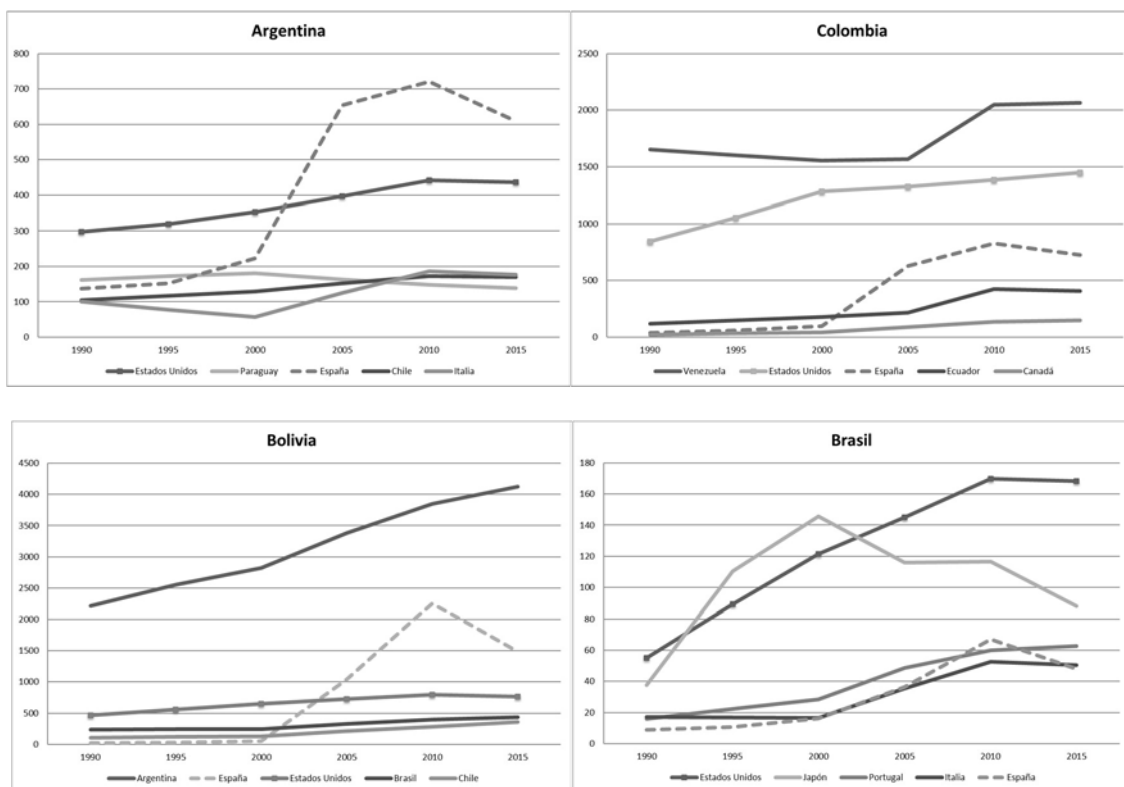 Argentina
800
700
600
500
400
300
200
100
0
1990 1995 2000 2005 2010 2015
Estados Unidos Paraguay España Chile Italia
Colombia
2500
2000
1500
1000
500
0
1990 1995 2000 2005 2010 2015
Venezuela Estados Unidos España Ecuador Canadá
Bolivia
4500
4000
3500
3000
2500
2000
1500
1000
500
0
1990 1995 2000 2005 2010 2015
Argentina España Estados Unidos Brasil Chile
Brasil
180
160
140
120
100
80
60
40
20
0
1990 1995 2000 2005 2010 2015
Estados Unidos Japón Portugal Italia España